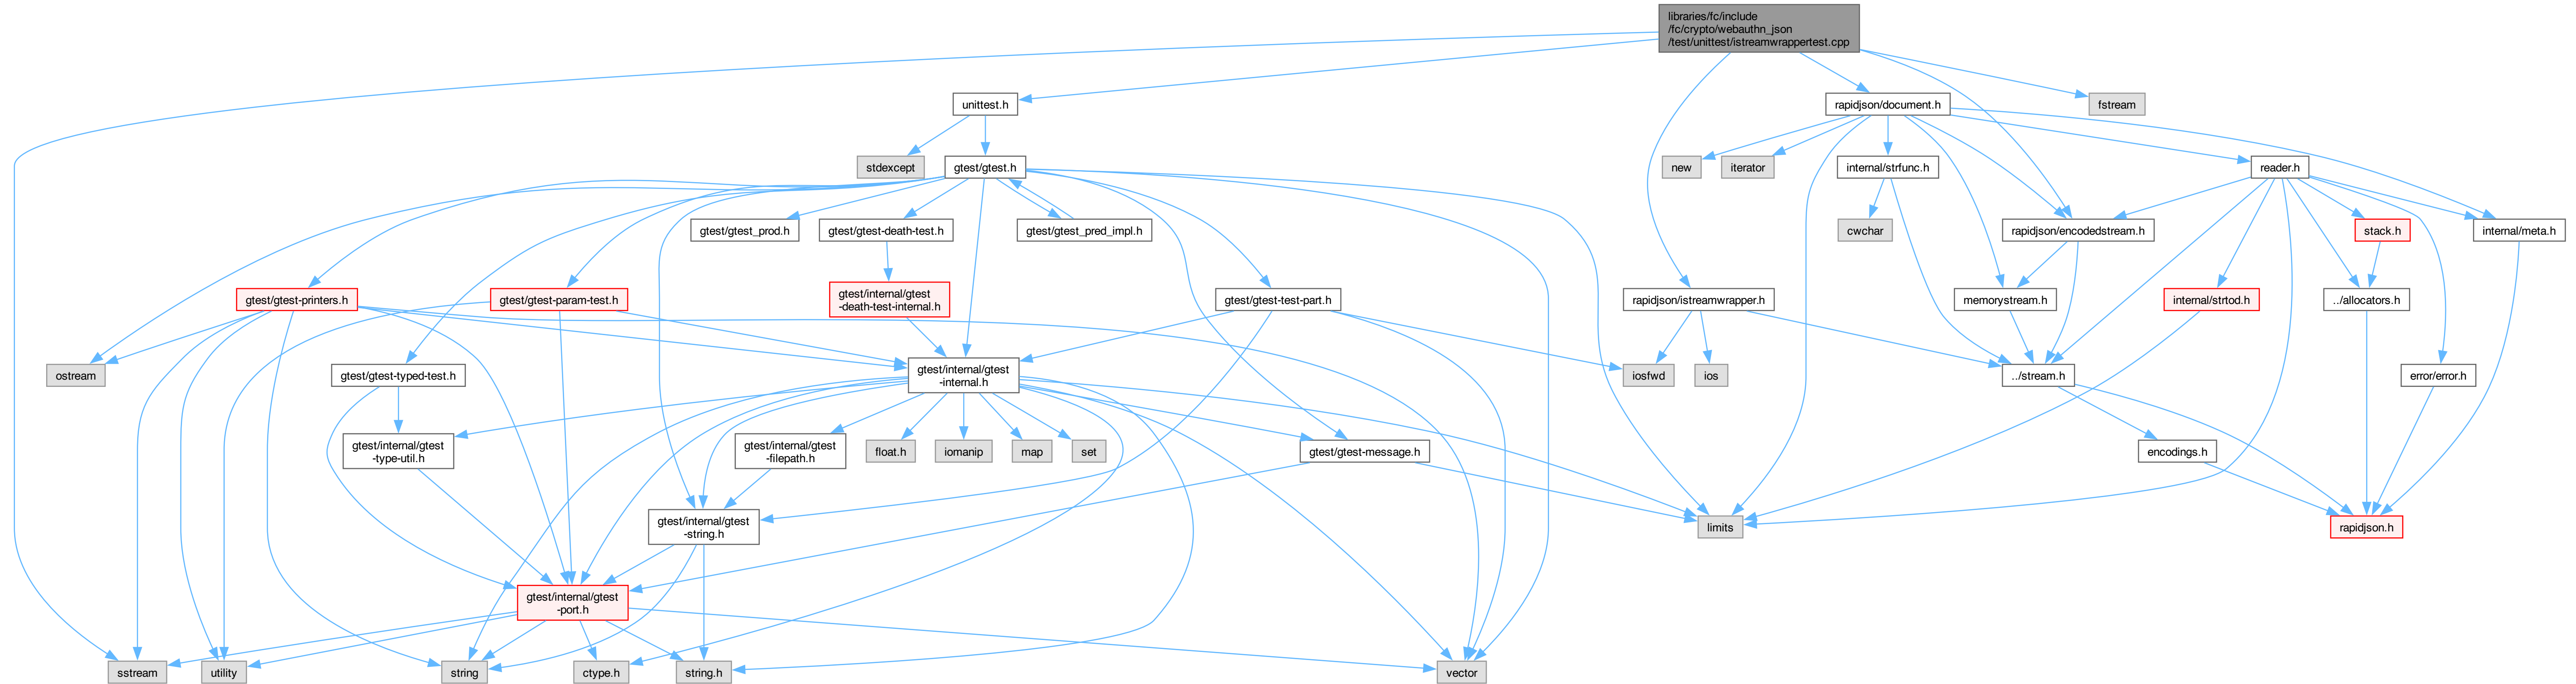 libraries/fc/include
/fc/crypto/webauthn_json
/test/unittest/istreamwrappertest.cpp
unittest.h
rapidjson/document.h
fstream
stdexcept
gtest/gtest.h
new
iterator
internal/strfunc.h
reader.h
gtest/gtest_prod.h
gtest/gtest-death-test.h
gtest/gtest_pred_impl.h
cwchar
rapidjson/encodedstream.h
stack.h
internal/meta.h
gtest/gtest-printers.h
gtest/gtest-param-test.h
gtest/internal/gtest
-death-test-internal.h
gtest/gtest-test-part.h
rapidjson/istreamwrapper.h
memorystream.h
internal/strtod.h
../allocators.h
ostream
gtest/gtest-typed-test.h
gtest/internal/gtest
-internal.h
iosfwd
ios
../stream.h
error/error.h
gtest/internal/gtest
-type-util.h
gtest/internal/gtest
-filepath.h
float.h
iomanip
map
set
gtest/gtest-message.h
encodings.h
gtest/internal/gtest
-string.h
limits
rapidjson.h
gtest/internal/gtest
-port.h
sstream
utility
string
ctype.h
string.h
vector